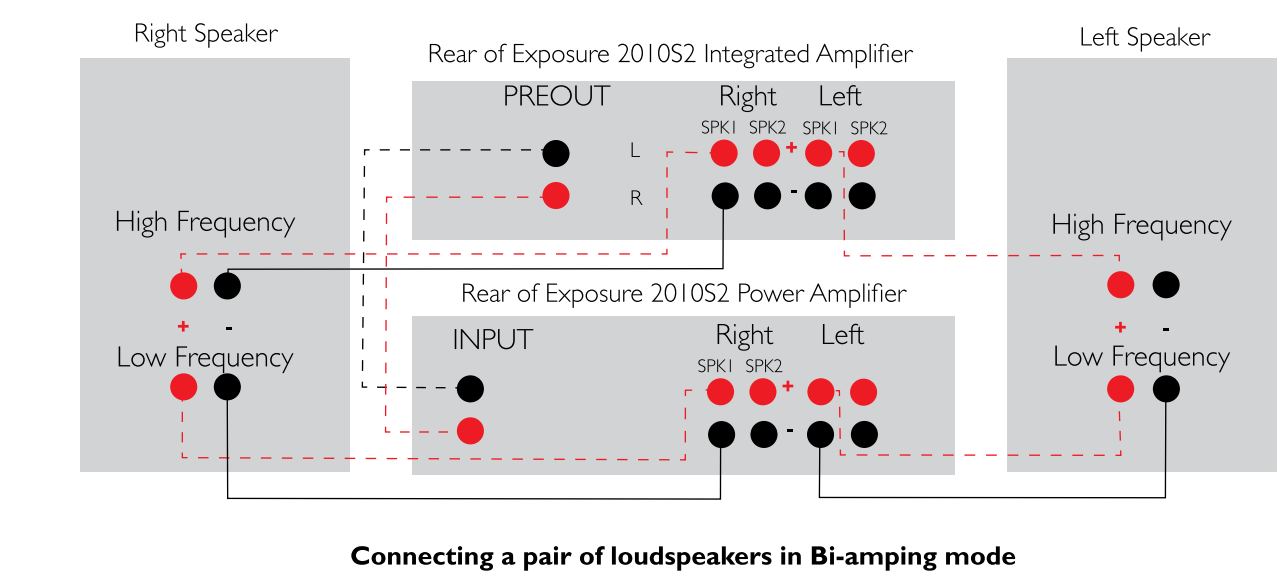 Right Speaker
Rear of Exposure 2010S2 Integrated Amplifier
Left Speaker
PREOUT
Right Left
SPK1 SPK2 + SPK1 SPK2
L
R -
High Frequency
High Frequency
Rear of Exposure 2010S2 Power Amplifier
+ -
+ -
INPUT
Right Left
Low Frequency
Low Frequency
SPK1 SPK2 +
-
Connecting a pair of loudspeakers in Bi-amping mode